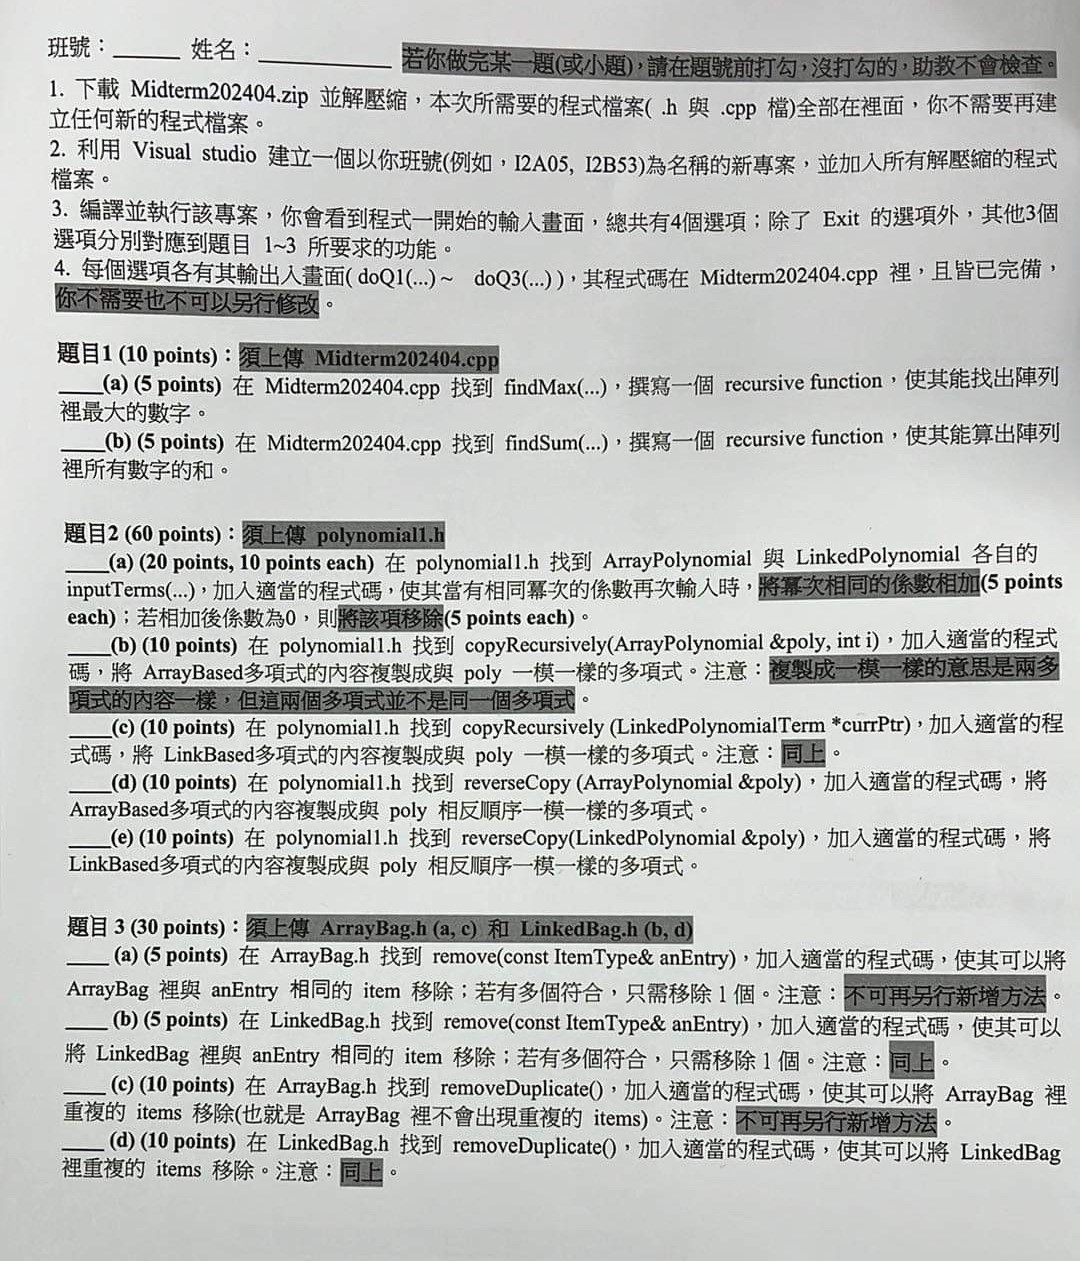 班號：______ 姓名：____________ 若你做完某一題(或小題)，請在題號前打勾，沒打勾的，助教不會檢查。
1. 下載 Midterm202404.zip 並解壓縮，本次所需要的程式檔案( .h 與 .cpp 檔)全部在裡面，你不需要再建
立任何新的程式檔案。
2. 利用 Visual studio 建立一個以你班號(例如，I2A05, I2B53)為名稱的新專案，並加入所有解壓縮的程式
檔案。
3. 編譯並執行該專案，你會看到程式一開始的輸入畫面，總共有4個選項；除了 Exit 的選項外，其他3個
選項分別對應到題目 1~3 所要求的功能。
4. 每個選項各有其輸出入畫面( doQ1(...) ~ doQ3(...) )，其程式碼在 Midterm202404.cpp 裡，且皆已完備，
你不需要也不可以另行修改。
題目1 (10 points)：須上傳 Midterm202404.cpp
____(a) (5 points) 在 Midterm202404.cpp 找到 findMax(...)，撰寫一個 recursive function，使其能找出陣列
裡最大的數字。
____(b) (5 points) 在 Midterm202404.cpp 找到 findSum(...)，撰寫一個 recursive function，使其能算出陣列
裡所有數字的和。
題目2 (60 points)：須上傳 polynomial1.h
____(a) (20 points, 10 points each) 在 polynomial1.h 找到 ArrayPolynomial 與 LinkedPolynomial 各自的
inputTerms(...)，加入適當的程式碼，使其當有相同冪次的係數再次輸入時，將冪次相同的係數相加(5 points
each)；若相加後係數為0，則將該項移除(5 points each)。
____(b) (10 points) 在 polynomial1.h 找到 copyRecursively(ArrayPolynomial &poly, int i)，加入適當的程式
碼，將 ArrayBased多項式的內容複製成與 poly 一模一樣的多項式。注意：複製成一模一樣的意思是兩多
項式的內容一樣，但這兩個多項式並不是同一個多項式。
____(c) (10 points) 在 polynomial1.h 找到 copyRecursively (LinkedPolynomialTerm *currPtr)，加入適當的程
式碼，將 LinkBased多項式的內容複製成與 poly 一模一樣的多項式。注意：同上。
____(d) (10 points) 在 polynomial1.h 找到 reverseCopy (ArrayPolynomial &poly)，加入適當的程式碼，將
ArrayBased多項式的內容複製成與 poly 相反順序一模一樣的多項式。
____(e) (10 points) 在 polynomial1.h 找到 reverseCopy(LinkedPolynomial &poly)，加入適當的程式碼，將
LinkBased多項式的內容複製成與 poly 相反順序一模一樣的多項式。
題目 3 (30 points)：須上傳 ArrayBag.h (a, c) 和 LinkedBag.h (b, d)
____ (a) (5 points) 在 ArrayBag.h 找到 remove(const ItemType& anEntry)，加入適當的程式碼，使其可以將
ArrayBag 裡與 anEntry 相同的 item 移除；若有多個符合，只需移除 1 個。注意：不可再另行新增方法。
____ (b) (5 points) 在 LinkedBag.h 找到 remove(const ItemType& anEntry)，加入適當的程式碼，使其可以
將 LinkedBag 裡與 anEntry 相同的 item 移除；若有多個符合，只需移除 1 個。注意：同上。
____ (c) (10 points) 在 ArrayBag.h 找到 removeDuplicate()，加入適當的程式碼，使其可以將 ArrayBag 裡
重複的 items 移除(也就是 ArrayBag 裡不會出現重複的 items)。注意：不可再另行新增方法。
____ (d) (10 points) 在 LinkedBag.h 找到 removeDuplicate()，加入適當的程式碼，使其可以將 LinkedBag
裡重複的 items 移除。注意：同上。